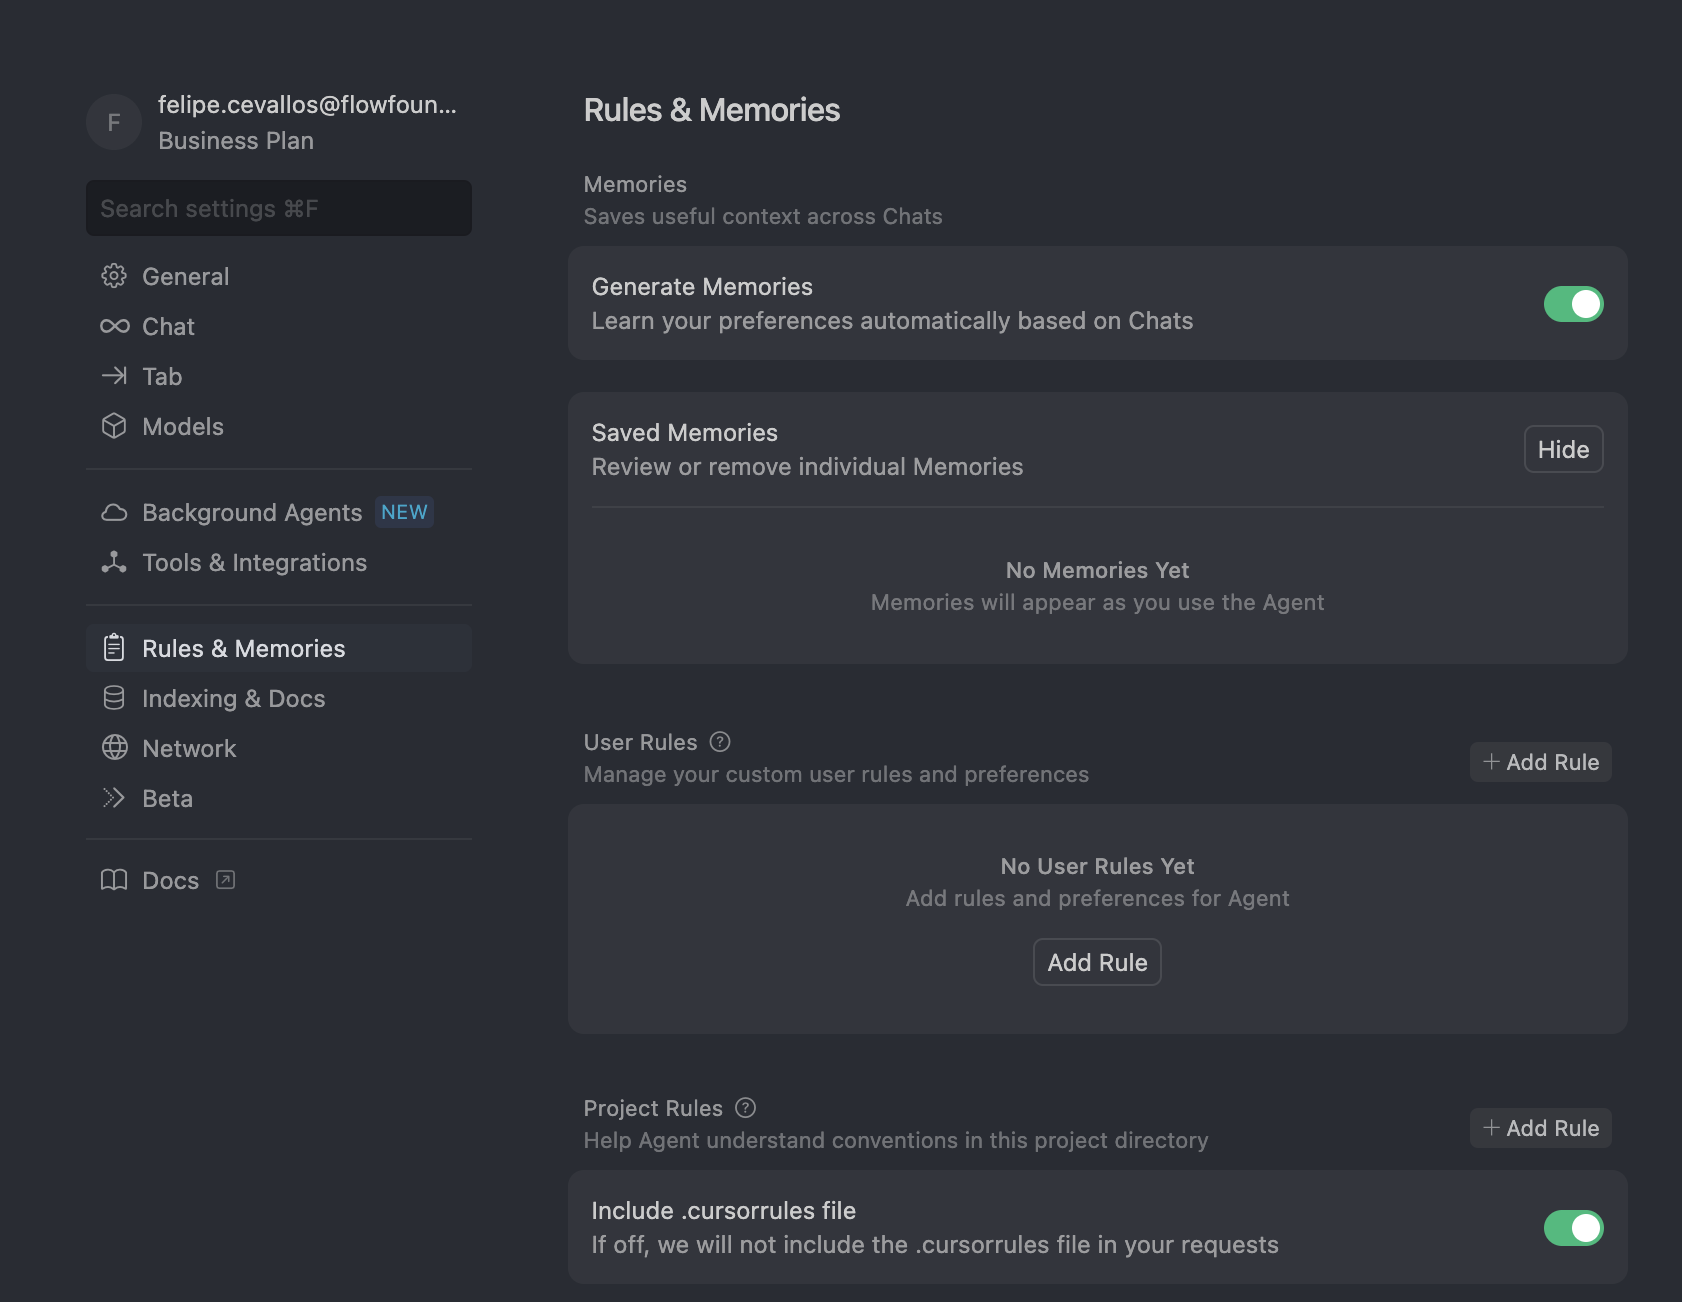 F
felipe.cevallos@flowfoun...
Business Plan
Search settings ⌘F
General
Chat
Tab
Models
Background Agents NEW
Tools & Integrations
Rules & Memories
Indexing & Docs
Network
Beta
Docs
Rules & Memories
Memories
Saves useful context across Chats
Generate Memories
Learn your preferences automatically based on Chats
Saved Memories
Review or remove individual Memories
Hide
No Memories Yet
Memories will appear as you use the Agent
User Rules
Manage your custom user rules and preferences
+ Add Rule
No User Rules Yet
Add rules and preferences for Agent
Add Rule
Project Rules
Help Agent understand conventions in this project directory
+ Add Rule
Include .cursorrules file
If off, we will not include the .cursorrules file in your requests